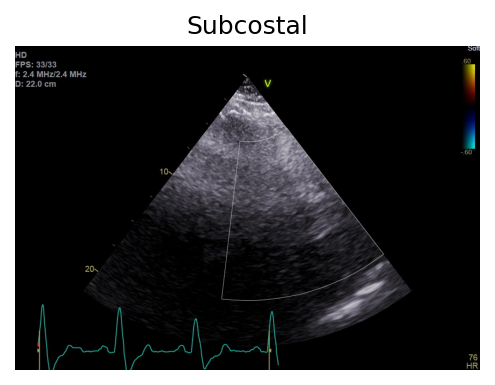 Subcostal
HD
FPS: 33/33
f: 2.4 MHz/2.4 MHz
D: 22.0 cm
V
Soft
60
-60
10
20
76
HR